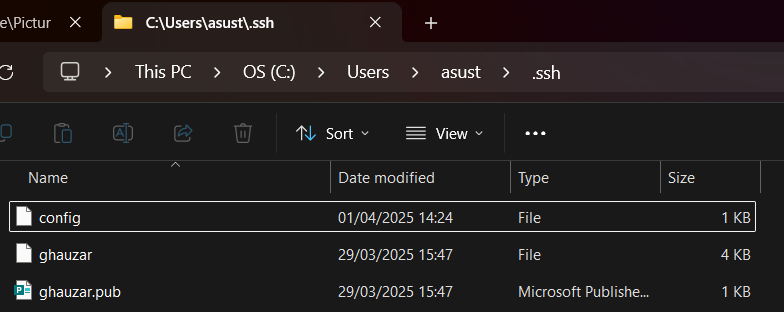 e\Pictur
C:\Users\asust\.ssh
This PC
OS (C:)
Users
asust
.ssh
Sort
View
Name Date modified Type Size
config 01/04/2025 14:24 File 1 KB
ghauzar 29/03/2025 15:47 File 4 KB
ghauzar.pub 29/03/2025 15:47 Microsoft Publishe... 1 KB